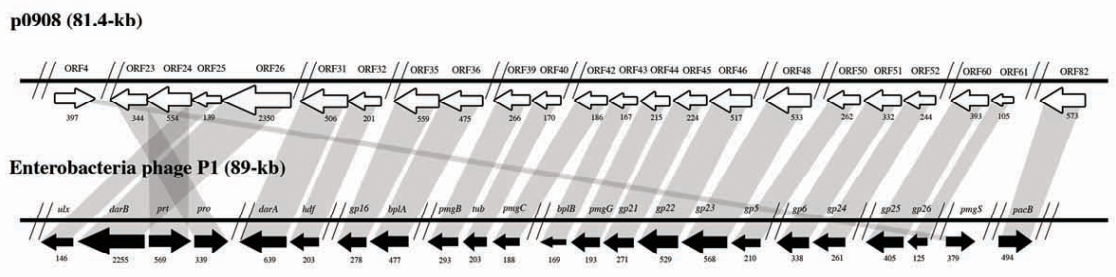 p0908 (81.4-kb)
ORF4 ORF23 ORF24 ORF25 ORF26 ORF31 ORF32 ORF35 ORF36 ORF39 ORF40 ORF42 ORF43 ORF44 ORF45 ORF46 ORF48 ORF50 ORF51 ORF52 ORF60 ORF61 ORF82
397 344 554 139 2350 506 201 559 475 266 170 186 167 215 224 517 533 262 332 244 393 105 573
Enterobacteria phage P1 (89-kb)
ulx darB prt pro darA hdf gp16 bplA pmgB tub pmgC bplB pmgG gp21 gp22 gp23 gp5 gp6 gp24 gp25 gp26 pmgS pacB
146 2255 569 339 639 203 278 477 293 203 188 169 193 271 529 568 210 338 261 405 125 379 494